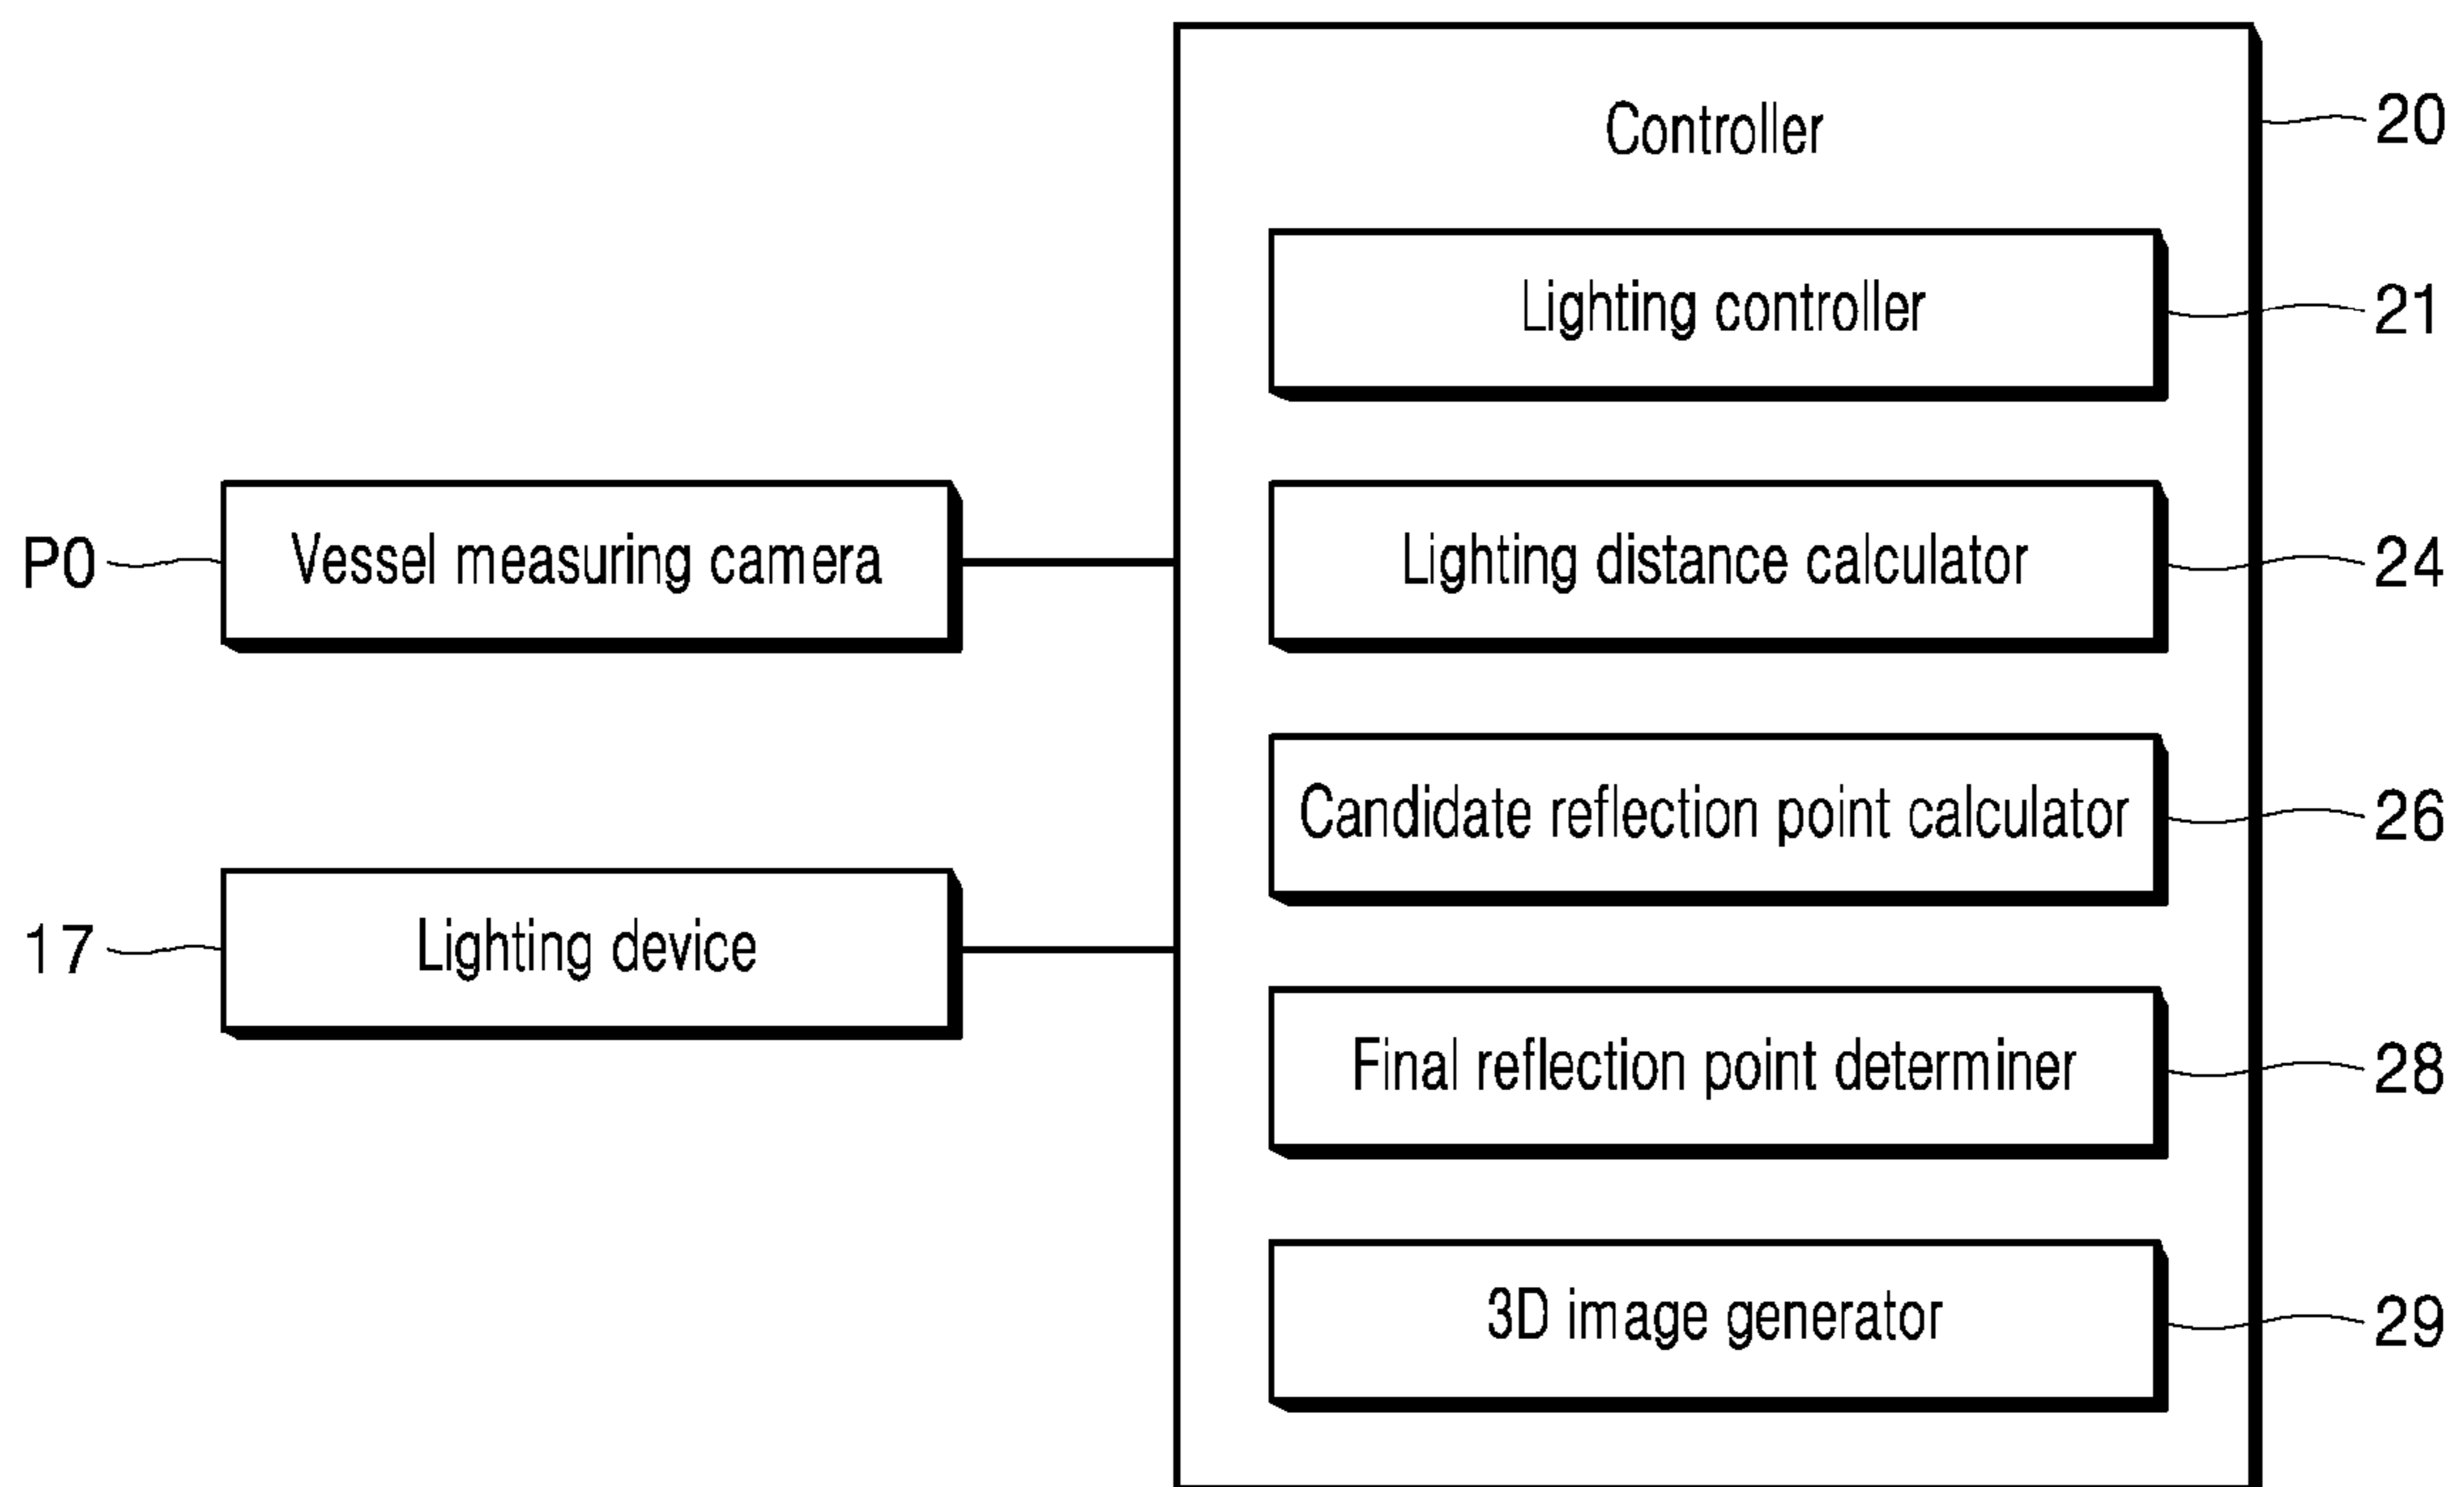 Controller
20
Lighting controller
21
P0
Vessel measuring camera
Lighting distance calculator
24
Candidate reflection point calculator
26
17
Lighting device
Final reflection point determiner
28
3D image generator
29